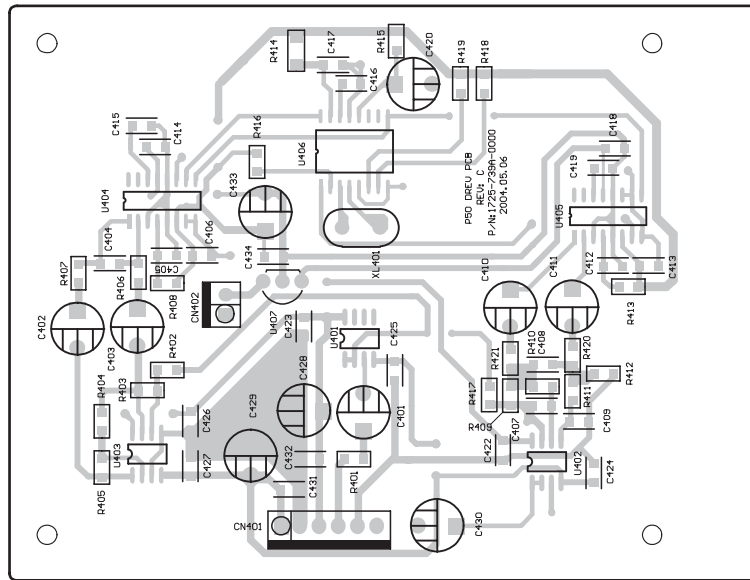 R414
C417
R415
C420
R419
R418
C416
C415
C414
R416
U406
C418
C419
P50 DREV PCB
REV: C
P/N:1725-739A-0000
2004.05.06
U404
C433
U405
C404
C406
C405
C434
XL401
C410
C411
C412
C413
R407
R406
R408
CN402
R413
C402
C403
R402
U407
C423
U401
C425
R421
R410
C408
R420
R412
R404
R403
C428
C429
C401
R417
R409
C407
R411
C409
C426
U403
C427
C432
R401
C422
U402
C424
R405
C431
CN401
C430